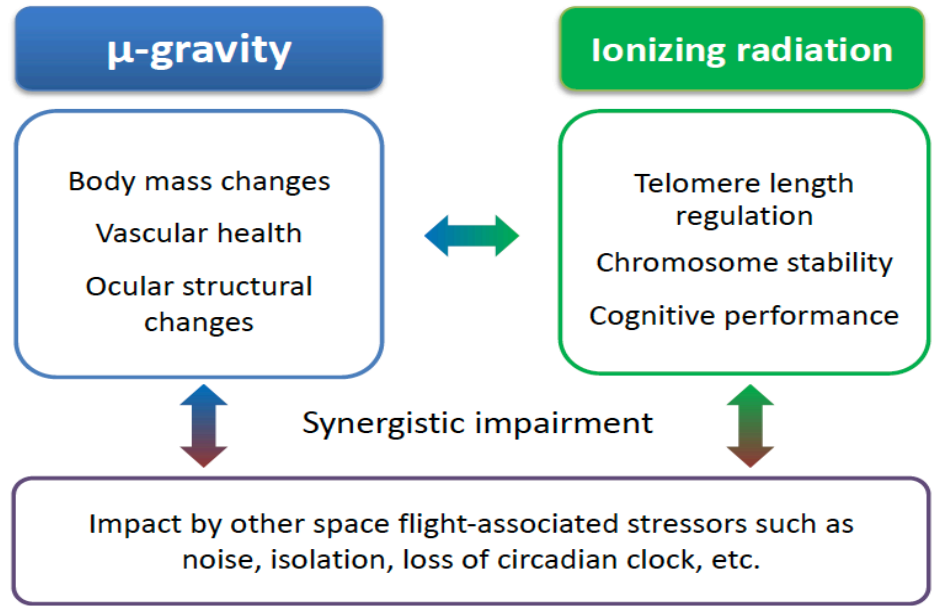 μ-gravity
Body mass changes
Vascular health
Ocular structural
changes
Ionizing radiation
Telomere length
regulation
Chromosome stability
Cognitive performance
Synergistic impairment
Impact by other space flight-associated stressors such as
noise, isolation, loss of circadian clock, etc.